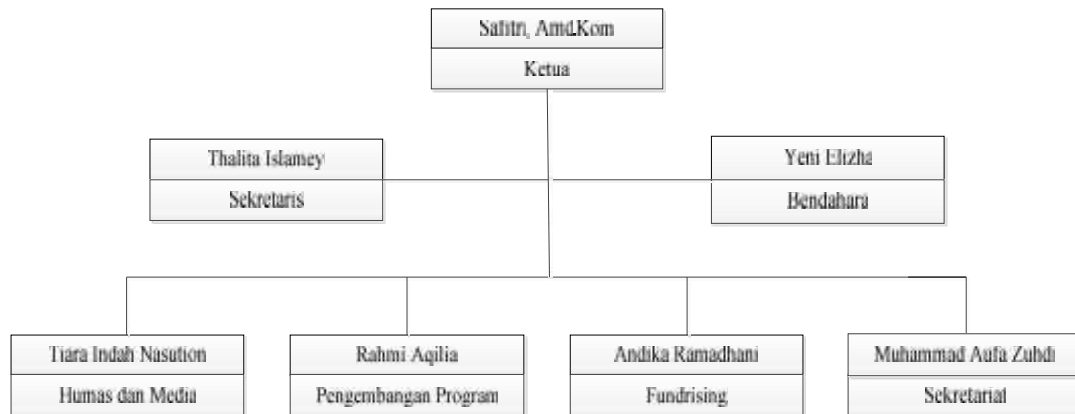 Safitri, Amd.Kom
Ketua
Thalita Islamey
Sekretaris
Yeni Elizha
Bendahara
Tiara Indah Nasution
Humas dan Media
Rahmi Aqilia
Pengembangan Program
Andika Ramadhani
Fundrising
Muhammad Aufa Zuhdi
Sekretariat